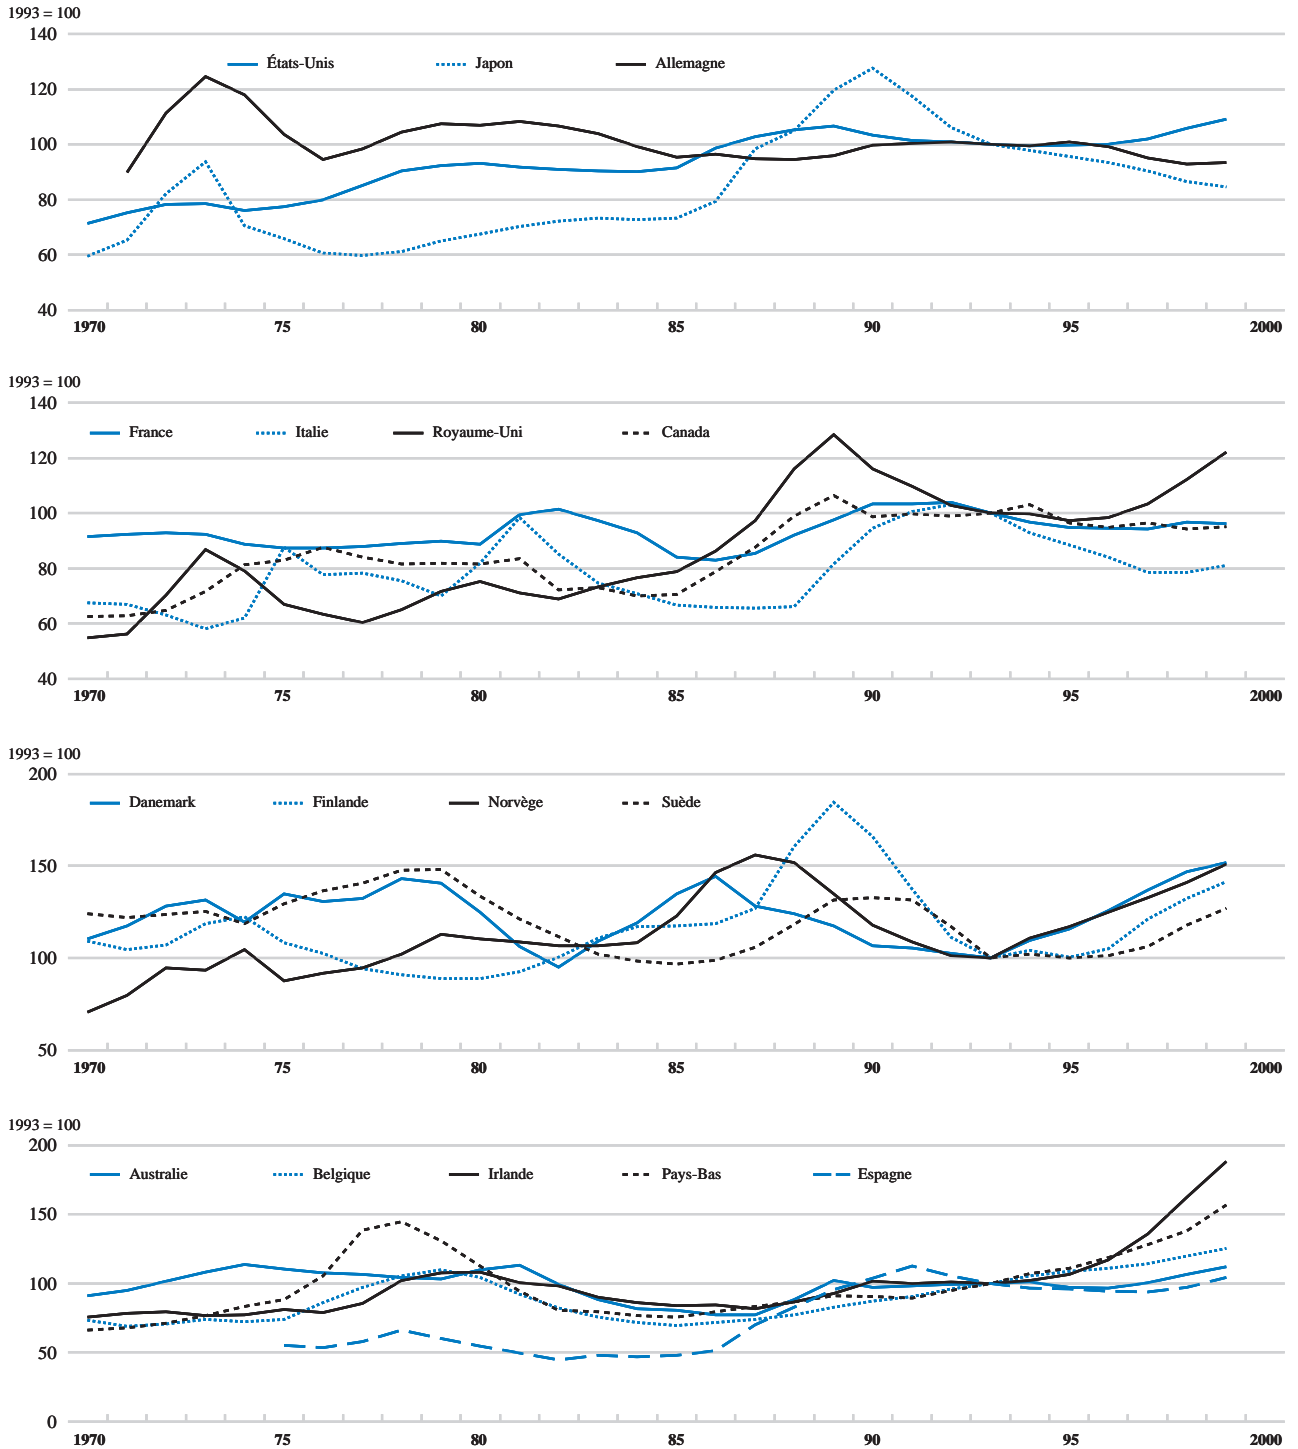 1993 = 100
140
États-Unis Japon Allemagne
120
100
80
60
40
1970 75 80 85 90 95 2000
1993 = 100
140
France Italie Royaume-Uni Canada
120
100
80
60
40
1970 75 80 85 90 95 2000
1993 = 100
200
Danemark Finlande Norvège Suède
150
100
50
1970 75 80 85 90 95 2000
1993 = 100
200
Australie Belgique Irlande Pays-Bas Espagne
150
100
50
0
1970 75 80 85 90 95 2000